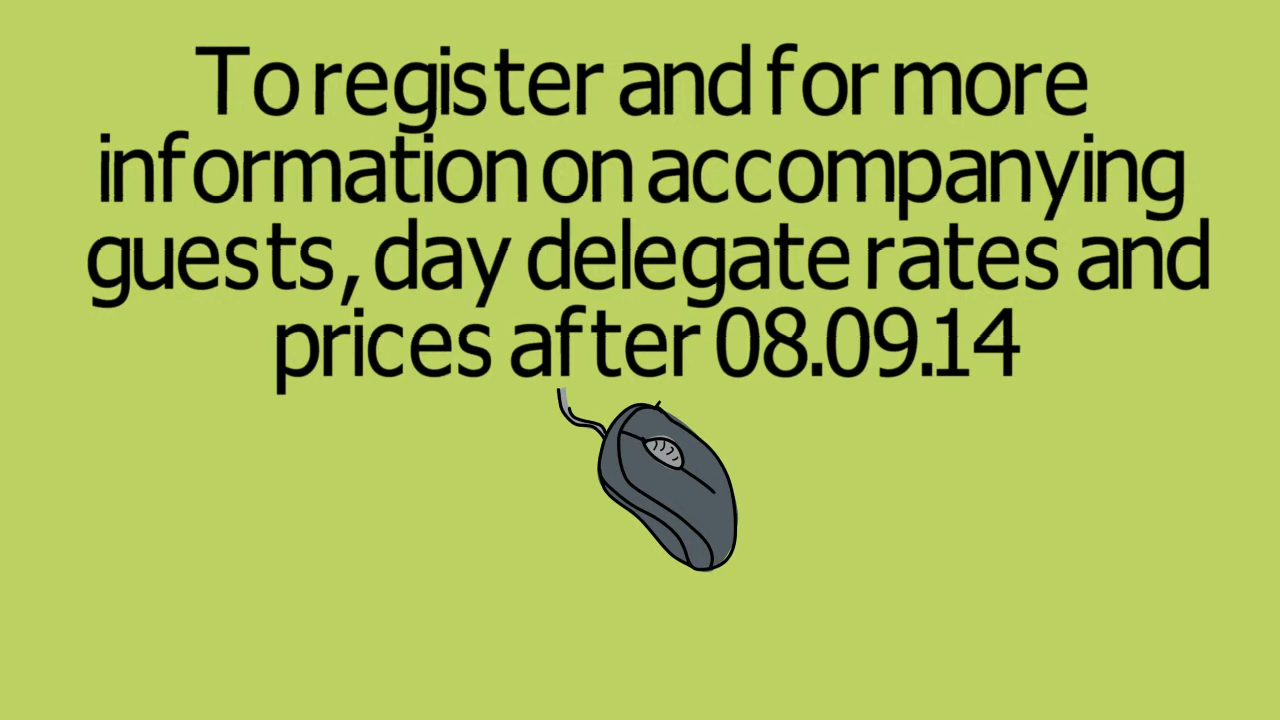 To register and for more
information on accompanying
guests, day delegate rates and
prices after 08.09.14